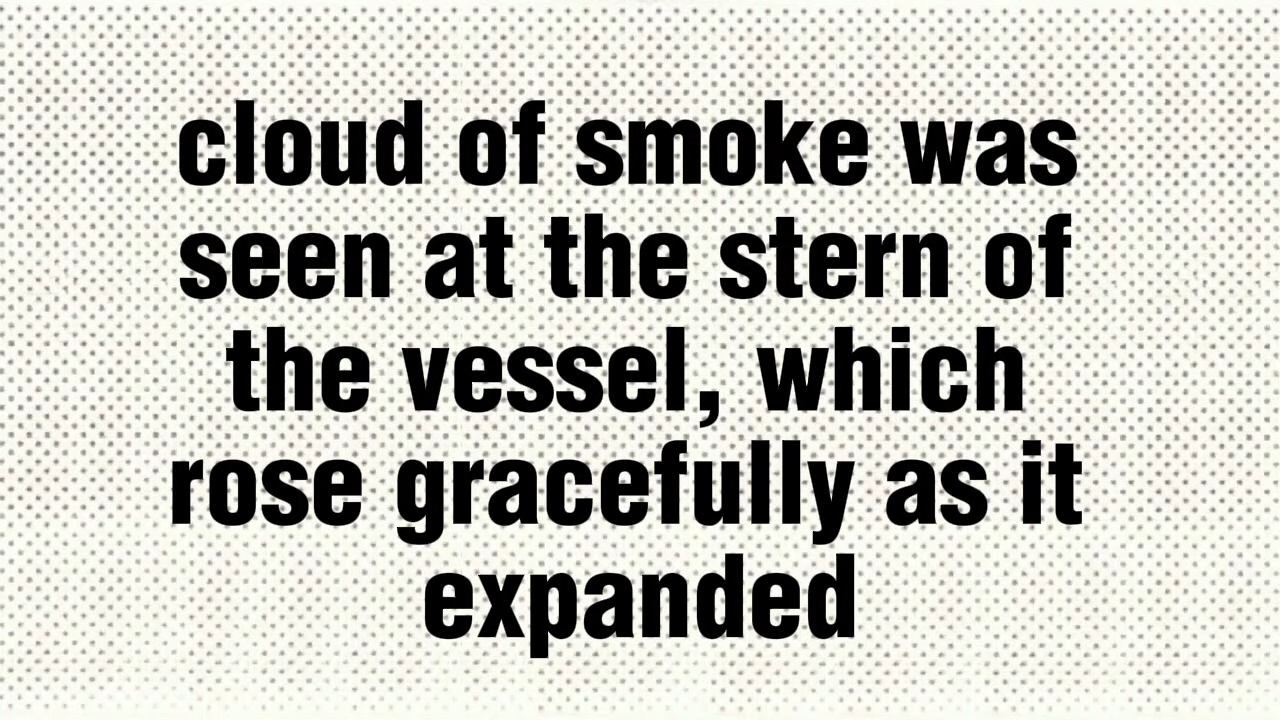 cloud of smoke was
seen at the stern of
the vessel, which
rose gracefully as it
expanded